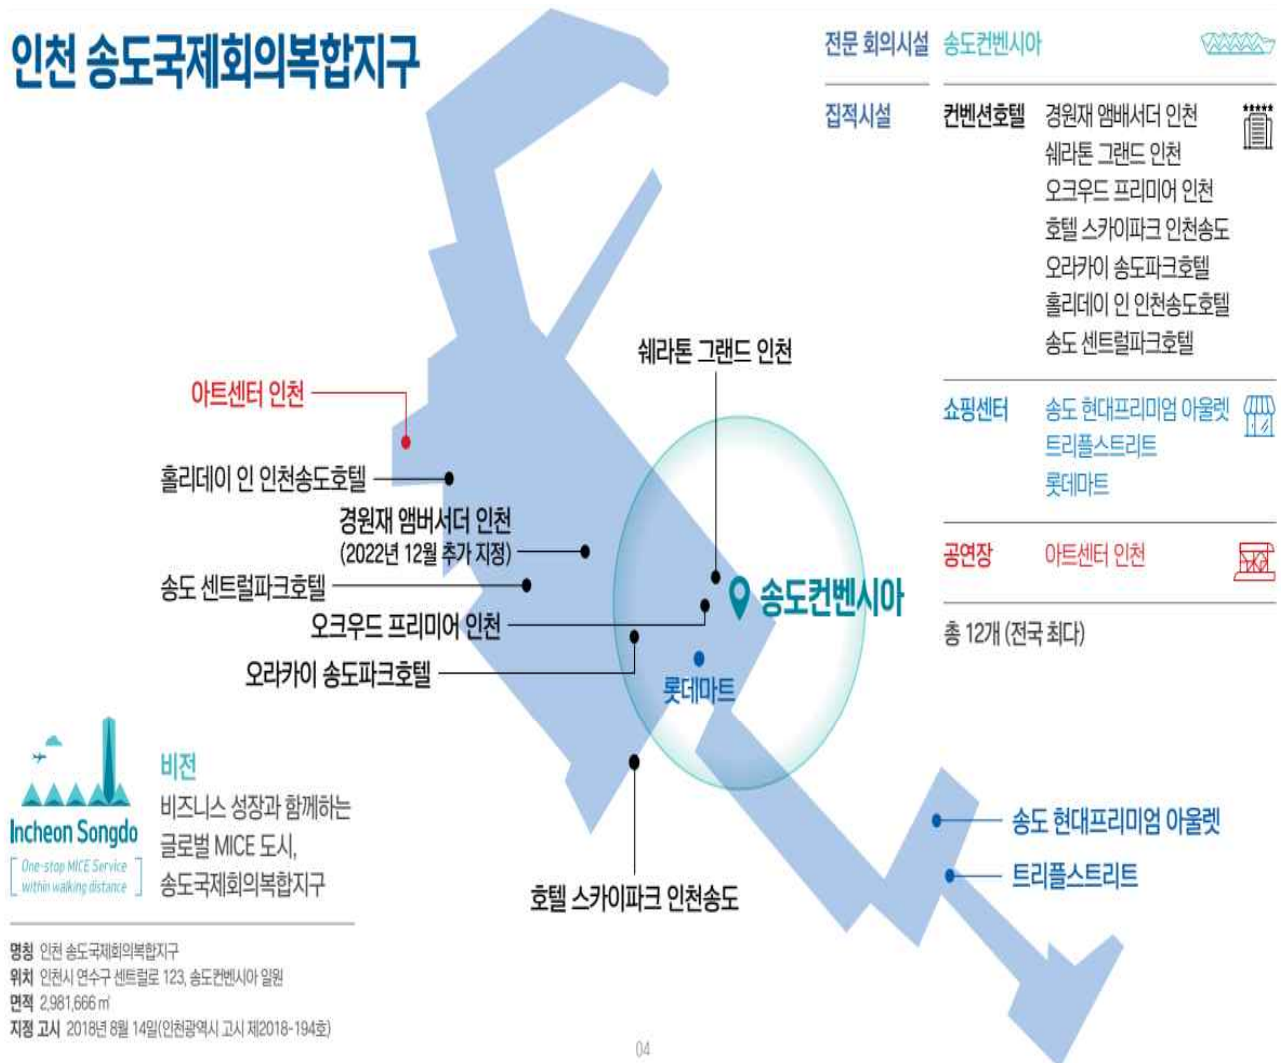 인천 송도국제회의복합지구
전문 회의시설 송도컨벤시아
집적시설 컨벤션호텔 경원재 앰배서더 인천
쉐라톤 그랜드 인천
오크우드 프리미어 인천
호텔 스카이파크 인천송도
오라카이 송도파크호텔
홀리데이 인 인천송도호텔
송도 센트럴파크호텔
쇼핑센터 송도 현대프리미엄 아울렛
트리플스트리트
롯데마트
공연장 아트센터 인천
총 12개 (전국 최다)
쉐라톤 그랜드 인천
아트센터 인천
홀리데이 인 인천송도호텔
경원재 앰버서더 인천
(2022년 12월 추가 지정)
송도 센트럴파크호텔
송도컨벤시아
오크우드 프리미어 인천
오라카이 송도파크호텔
롯데마트
송도 현대프리미엄 아울렛
트리플스트리트
호텔 스카이파크 인천송도
Incheon Songdo
One-stop MICE Service
within walking distance
비전
비즈니스 성장과 함께하는
글로벌 MICE 도시,
송도국제회의복합지구
명칭 인천 송도국제회의복합지구
위치 인천시 연수구 센트럴로 123, 송도컨벤시아 일원
면적 2,981,666㎡
지정 고시 2018년 8월 14일(인천광역시 고시 제2018-194호)
04